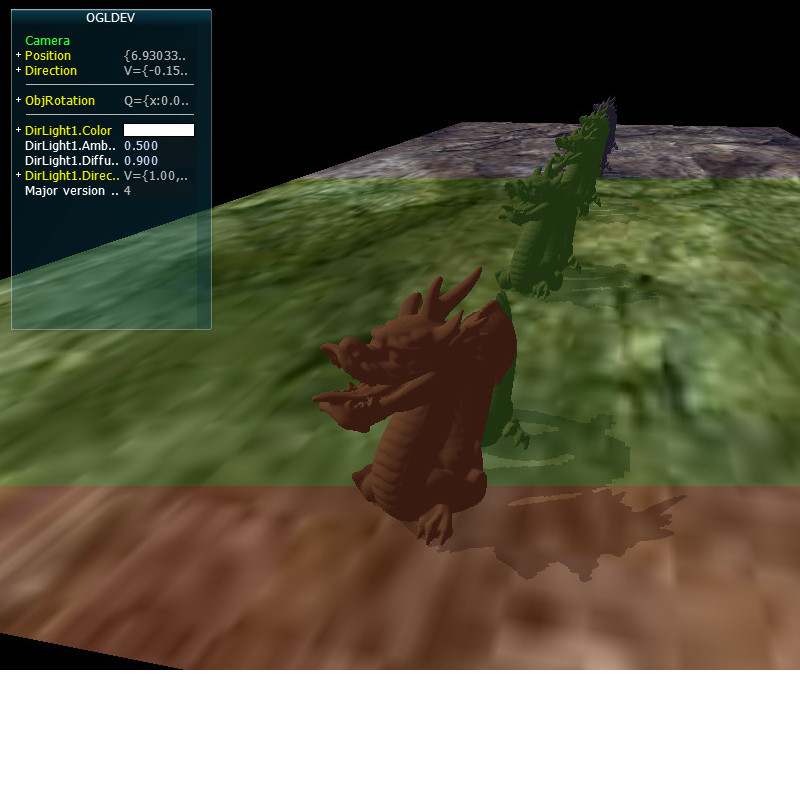 OGLDEV
Camera
+ Position {6.93033..
+ Direction V={-0.15..
+ ObjRotation Q={x:0.0..
+ DirLight1.Color
DirLight1.Amb.. 0.500
DirLight1.Diffu.. 0.900
+ DirLight1.Direc.. V={1.00,..
Major version .. 4